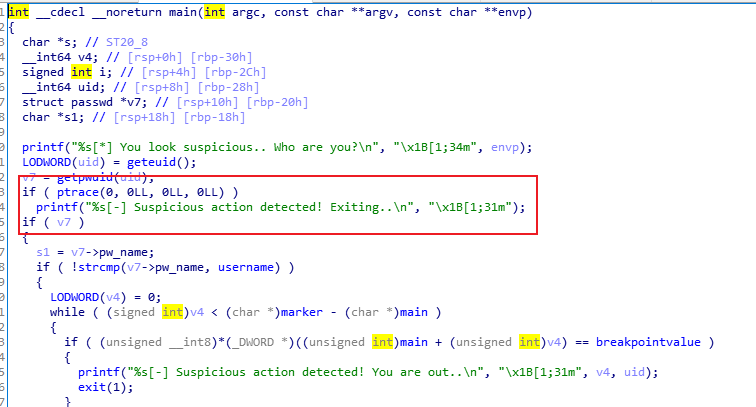 int __cdecl __noreturn main(int argc, const char **argv, const char **envp)
{
char *s; // ST20_8
__int64 v4; // [rsp+0h] [rbp-30h]
signed int i; // [rsp+4h] [rbp-2Ch]
__int64 uid; // [rsp+8h] [rbp-28h]
struct passwd *v7; // [rsp+10h] [rbp-20h]
char *s1; // [rsp+18h] [rbp-18h]
printf("%s[*] You look suspicious.. Who are you?\n", "\x1B[1;34m", envp);
LODWORD(uid) = geteuid();
v7 = getpwuid(uid);
if ( ptrace(0, 0LL, 0LL, 0LL) )
printf("%s[-] Suspicious action detected! Exiting..\n", "\x1B[1;31m");
if ( v7 )
{
s1 = v7->pw_name;
if ( !strcmp(v7->pw_name, username) )
{
LODWORD(v4) = 0;
while ( (signed int)v4 < (char *)marker - (char *)main )
{
if ( (unsigned __int8)*(_DWORD *)((unsigned int)main + (unsigned int)v4) == breakpointvalue )
{
printf("%s[-] Suspicious action detected! You are out..\n", "\x1B[1;31m", v4, uid);
exit(1);
}